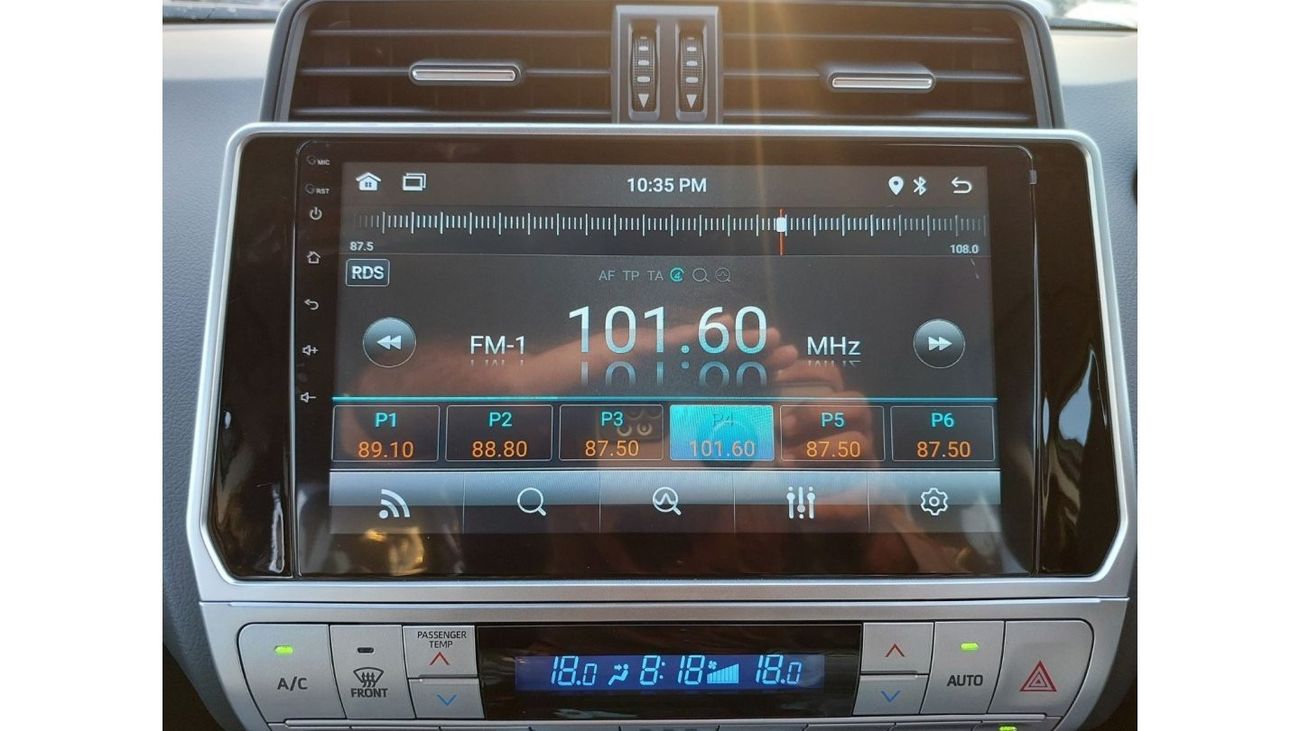 MIC
10:35 PM
RST
87.5
108.0
RDS
AF TP TA
101.60
FM-1
MHz
P1 P2 P3 P4 P5 P6
89.10 88.80 87.50 101.60 87.50 87.50
PASSENGER
TEMP
A/C
FRONT
18.0 8:18 18.0
AUTO